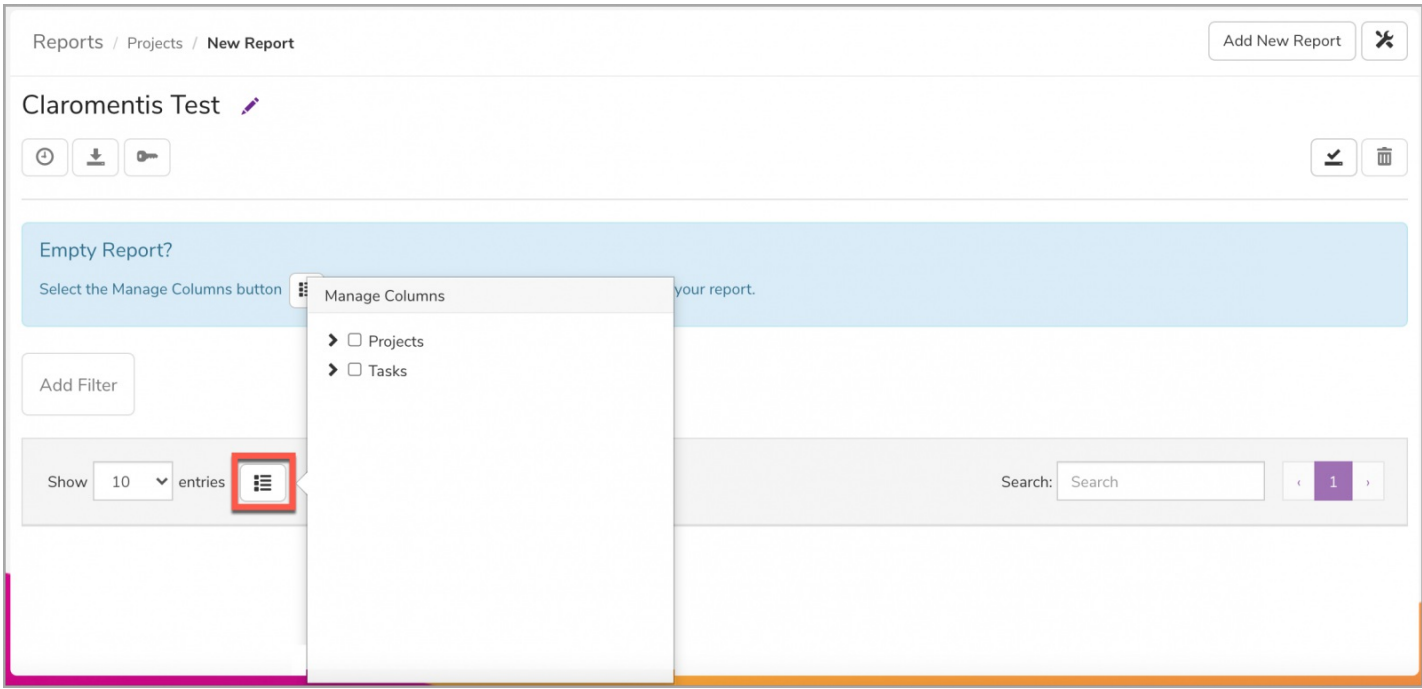 Reports / Projects / New Report
Add New Report
Claromentis Test
Empty Report?
Select the Manage Columns button
your report.
Manage Columns
Projects
Tasks
Add Filter
Show 10 entries
Search: Search
‹ 1 ›